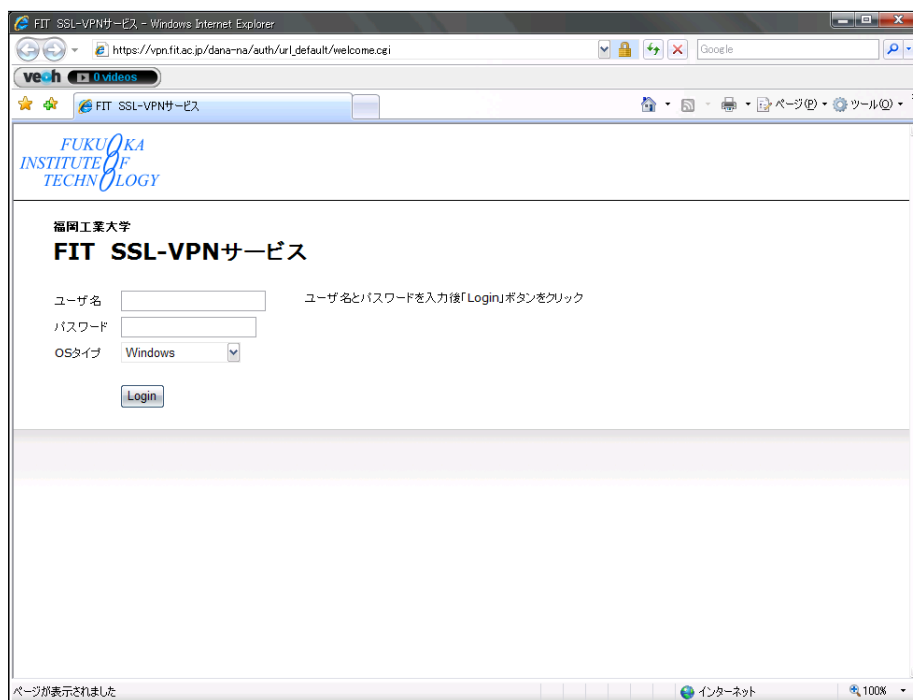 FIT SSL-VPNサービス - Windows Internet Explorer
https://vpn.fit.ac.jp/dana-na/auth/url_default/welcome.cgi
Google
veoh 0 videos
FIT SSL-VPNサービス
ページ(P) ツール(O)
FUKUOKA
INSTITUTE OF
TECHNOLOGY
福岡工業大学
FIT SSL-VPNサービス
ユーザ名
ユーザ名とパスワードを入力後「Login」ボタンをクリック
パスワード
OSタイプ Windows
Login
ページが表示されました インターネット 100%